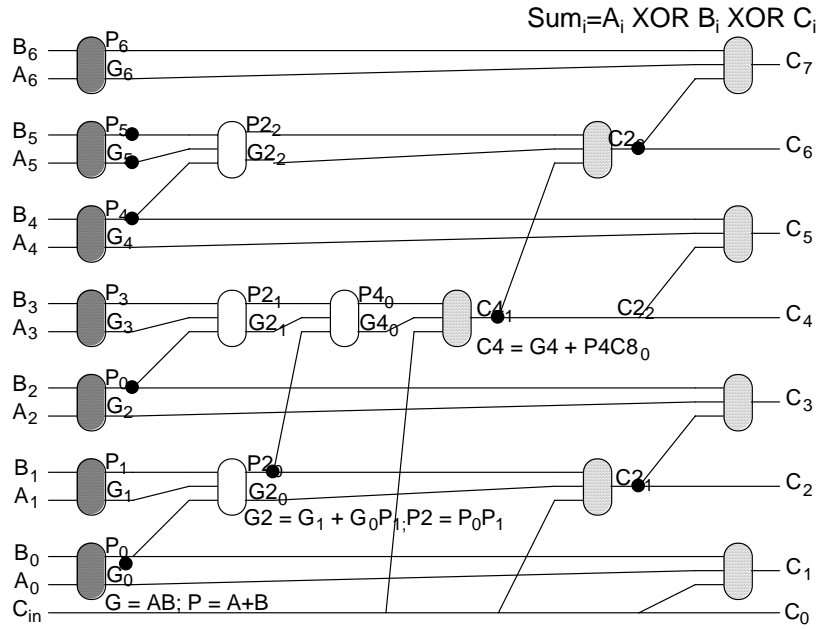 Sum_i=A_i XOR B_i XOR C_i
B_6 P_6
A_6 G_6 C_7
B_5 P_5 P2_2
A_5 G_5 G2_2 C_6
B_4 P_4
A_4 G_4 C_5
B_3 P_3 P2_1 P4_0 C4_1 C2_2 C_4
A_3 G_3 G2_1 G4_0
C4 = G4 + P4C8_0
B_2 P_0
A_2 G_2 C_3
B_1 P_1 P2_0 C2_1
A_1 G_1 G2_0 C_2
G2 = G_1 + G_0P_1;P2 = P_0P_1
B_0 P_0
A_0 G_0 C_1
G = AB; P = A+B
C_in C_0